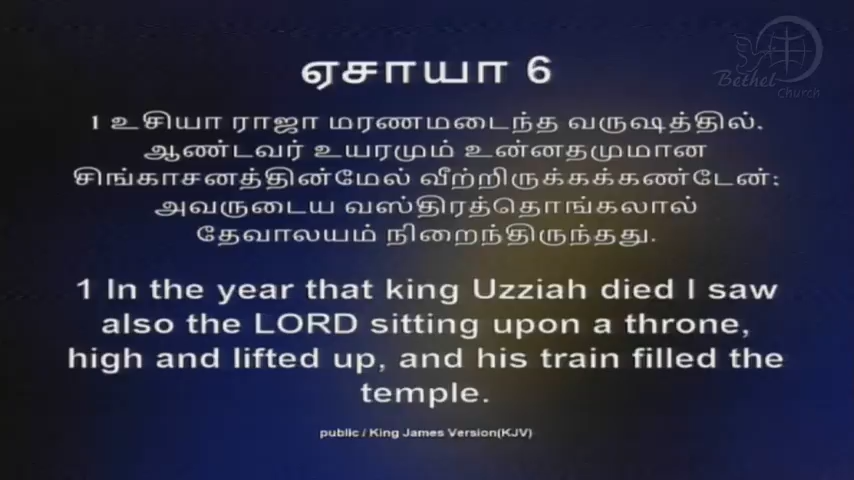 Bethel
Church
ஏசாயா 6
1 உசியா ராஜா மரணமடைந்த வருஷத்தில்,
ஆண்டவர் உயரமும் உன்னதமுமான
சிங்காசனத்தின்மேல் வீற்றிருக்கக்கண்டேன்;
அவருடைய வஸ்திரத்தொங்கலால்
தேவாலயம் நிறைந்திருந்தது.
1 In the year that king Uzziah died I saw
also the LORD sitting upon a throne,
high and lifted up, and his train filled the
temple.
public / King James Version(KJV)